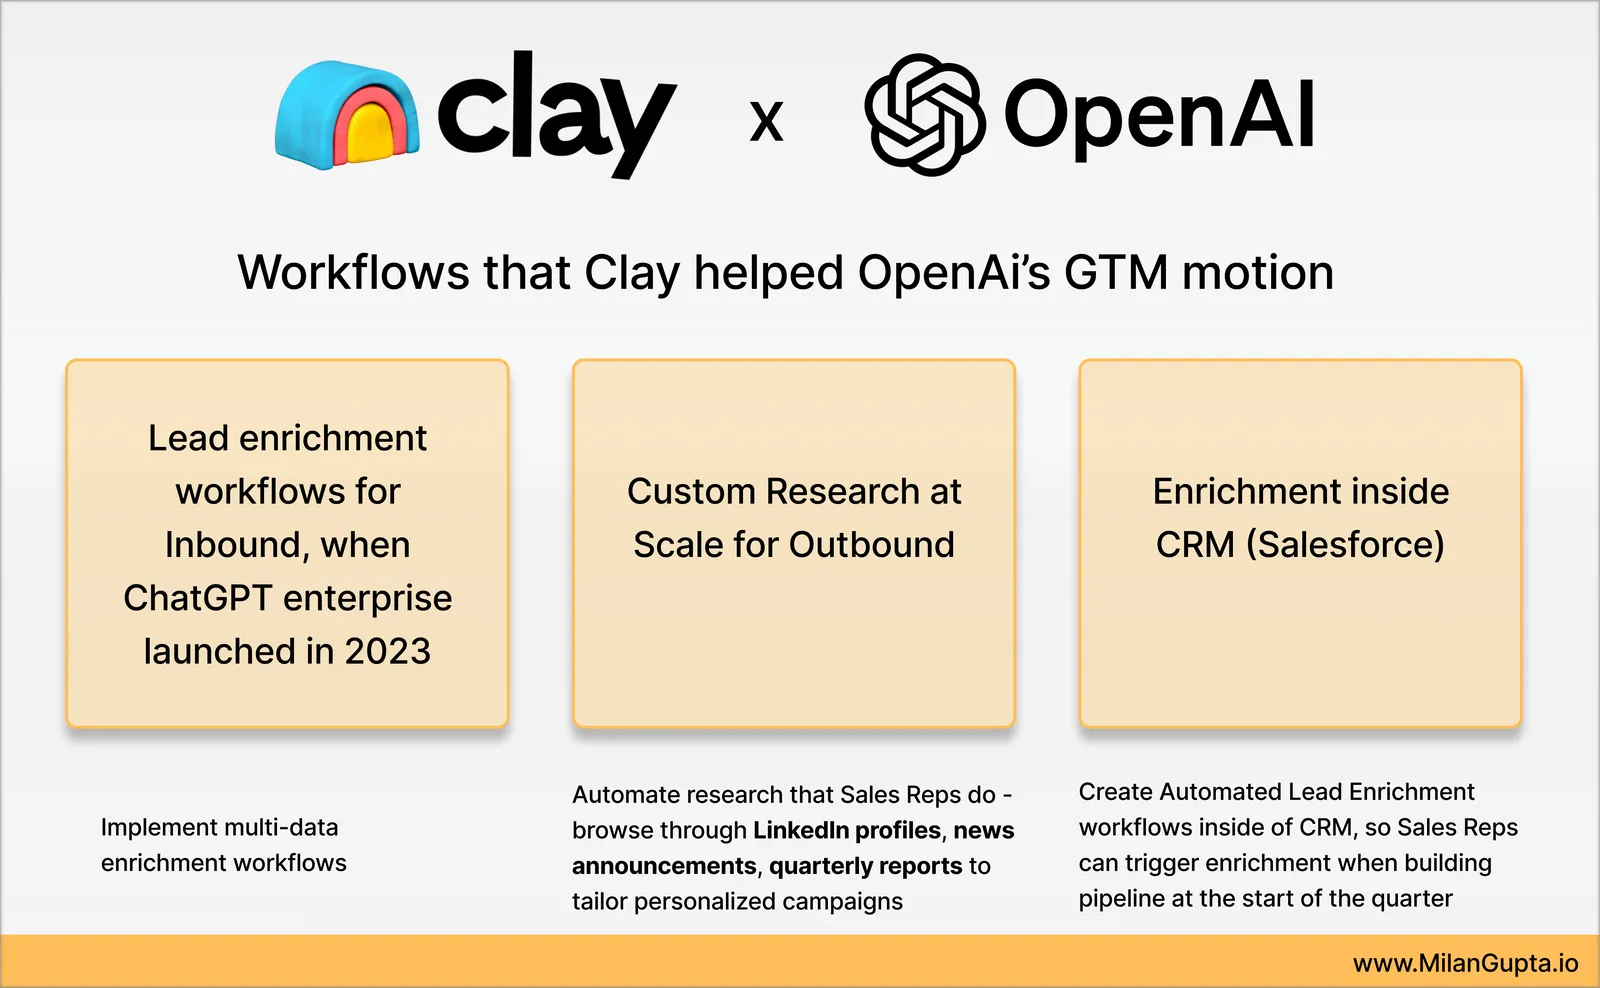 clay x OpenAI
Workflows that Clay helped OpenAi’s GTM motion
Lead enrichment
workflows for
Inbound, when
ChatGPT enterprise
launched in 2023
Custom Research at
Scale for Outbound
Enrichment inside
CRM (Salesforce)
Implement multi-data
enrichment workflows
Automate research that Sales Reps do -
browse through LinkedIn profiles, news
announcements, quarterly reports to
tailor personalized campaigns
Create Automated Lead Enrichment
workflows inside of CRM, so Sales Reps
can trigger enrichment when building
pipeline at the start of the quarter
www.MilanGupta.io